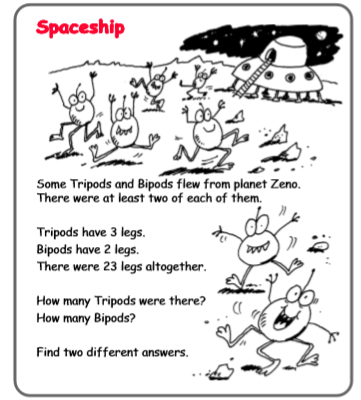 Spaceship
Some Tripods and Bipods flew from planet Zeno.
There were at least two of each of them.
Tripods have 3 legs.
Bipods have 2 legs.
There were 23 legs altogether.
How many Tripods were there?
How many Bipods?
Find two different answers.